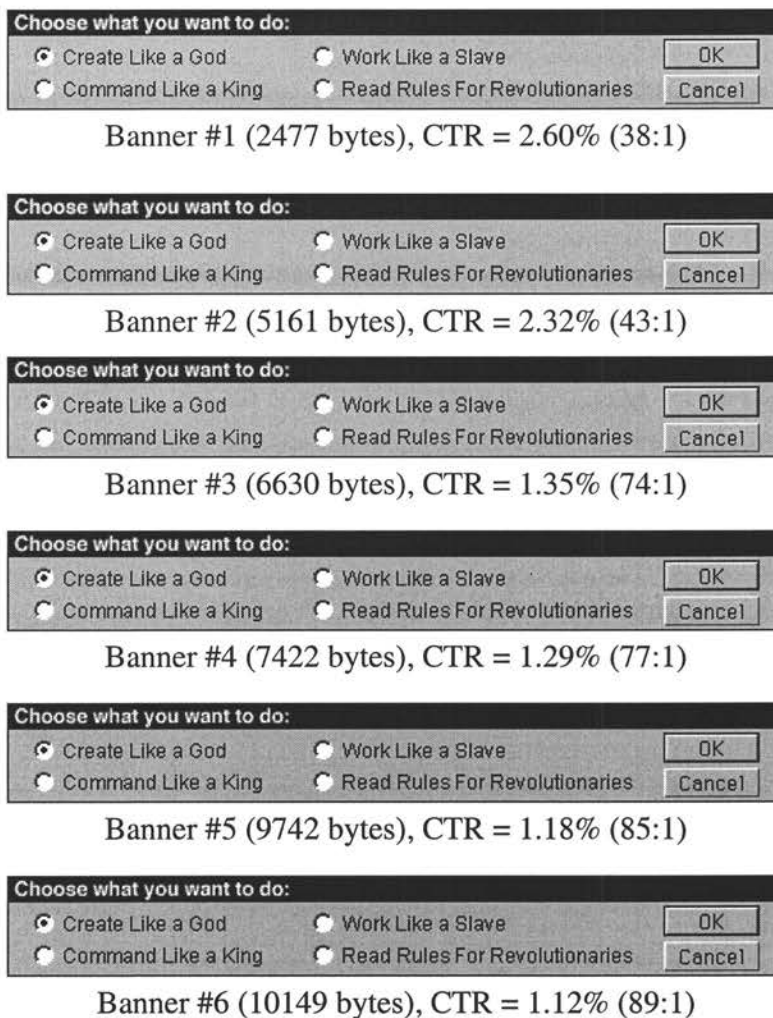 Choose what you want to do:
Create Like a God Work Like a Slave OK
Command Like a King Read Rules For Revolutionaries Cancel
Banner #1 (2477 bytes), CTR = 2.60% (38:1)
Choose what you want to do:
Create Like a God Work Like a Slave OK
Command Like a King Read Rules For Revolutionaries Cancel
Banner #2 (5161 bytes), CTR = 2.32% (43:1)
Choose what you want to do:
Create Like a God Work Like a Slave OK
Command Like a King Read Rules For Revolutionaries Cancel
Banner #3 (6630 bytes), CTR = 1.35% (74:1)
Choose what you want to do:
Create Like a God Work Like a Slave OK
Command Like a King Read Rules For Revolutionaries Cancel
Banner #4 (7422 bytes), CTR = 1.29% (77:1)
Choose what you want to do:
Create Like a God Work Like a Slave OK
Command Like a King Read Rules For Revolutionaries Cancel
Banner #5 (9742 bytes), CTR = 1.18% (85:1)
Choose what you want to do:
Create Like a God Work Like a Slave OK
Command Like a King Read Rules For Revolutionaries Cancel
Banner #6 (10149 bytes), CTR = 1.12% (89:1)